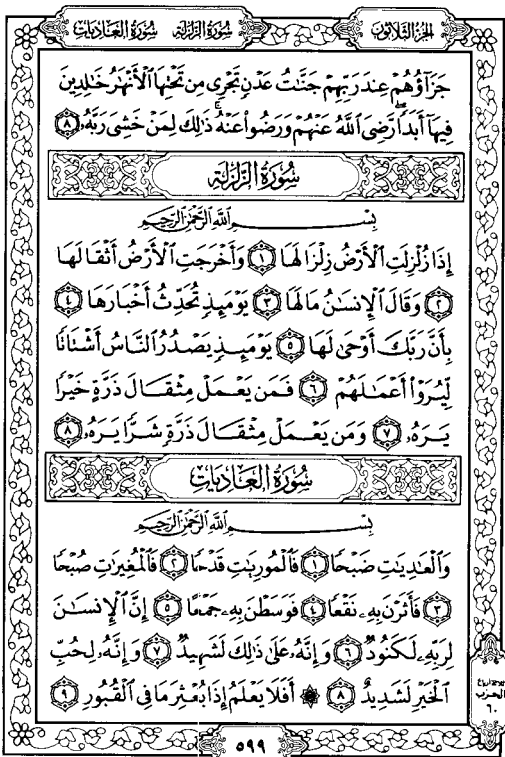 الجزء الثلاثون سورة الزلزلة سورة العاديات
جَزَآؤُهُمْ عِندَ رَبِّهِمْ جَنَّٰتُ عَدْنٍ تَجْرِى مِن تَحْتِهَا ٱلْأَنْهَٰرُ خَٰلِدِينَ
فِيهَآ أَبَدًا ۖ رَّضِىَ ٱللَّهُ عَنْهُمْ وَرَضُوا۟ عَنْهُ ۚ ذَٰلِكَ لِمَنْ خَشِىَ رَبَّهُۥ ٨
سُورَةُ الزَّلْزَلَةِ
بِسْمِ ٱللَّهِ ٱلرَّحْمَٰنِ ٱلرَّحِيمِ
إِذَا زُلْزِلَتِ ٱلْأَرْضُ زِلْزَالَهَا ١ وَأَخْرَجَتِ ٱلْأَرْضُ أَثْقَالَهَا
٢ وَقَالَ ٱلْإِنسَٰنُ مَا لَهَا ٣ يَوْمَئِذٍ تُحَدِّثُ أَخْبَارَهَا ٤
بِأَنَّ رَبَّكَ أَوْحَىٰ لَهَا ٥ يَوْمَئِذٍ يَصْدُرُ ٱلنَّاسُ أَشْتَاتًا
لِّيُرَوْا۟ أَعْمَٰلَهُمْ ٦ فَمَن يَعْمَلْ مِثْقَالَ ذَرَّةٍ خَيْرًا
يَرَهُۥ ٧ وَمَن يَعْمَلْ مِثْقَالَ ذَرَّةٍ شَرًّا يَرَهُۥ ٨
سُورَةُ العَادِيَاتِ
بِسْمِ ٱللَّهِ ٱلرَّحْمَٰنِ ٱلرَّحِيمِ
وَٱلْعَٰدِيَٰتِ ضَبْحًا ١ فَٱلْمُورِيَٰتِ قَدْحًا ٢ فَٱلْمُغِيرَٰتِ صُبْحًا
٣ فَأَثَرْنَ بِهِۦ نَقْعًا ٤ فَوَسَطْنَ بِهِۦ جَمْعًا ٥ إِنَّ ٱلْإِنسَٰنَ
لِرَبِّهِۦ لَكَنُودٌ ٦ وَإِنَّهُۥ عَلَىٰ ذَٰلِكَ لَشَهِيدٌ ٧ وَإِنَّهُۥ لِحُبِّ
ٱلْخَيْرِ لَشَدِيدٌ ٨ ۞ أَفَلَا يَعْلَمُ إِذَا بُعْثِرَ مَا فِى ٱلْقُبُورِ ٩
الحزب
٦٠
٥٩٩